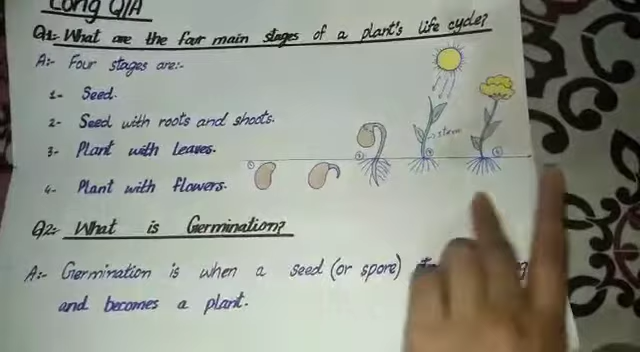 Long Q/A
Q1:- What are the four main stages of a plant's life cycle?
A:- Four stages are:-
1- Seed.
2- Seed with roots and shoots.
3- Plant with leaves.
4- Plant with flowers.
stem
Q2:- What is Germination?
A:- Germination is when a seed (or spore)
and becomes a plant.